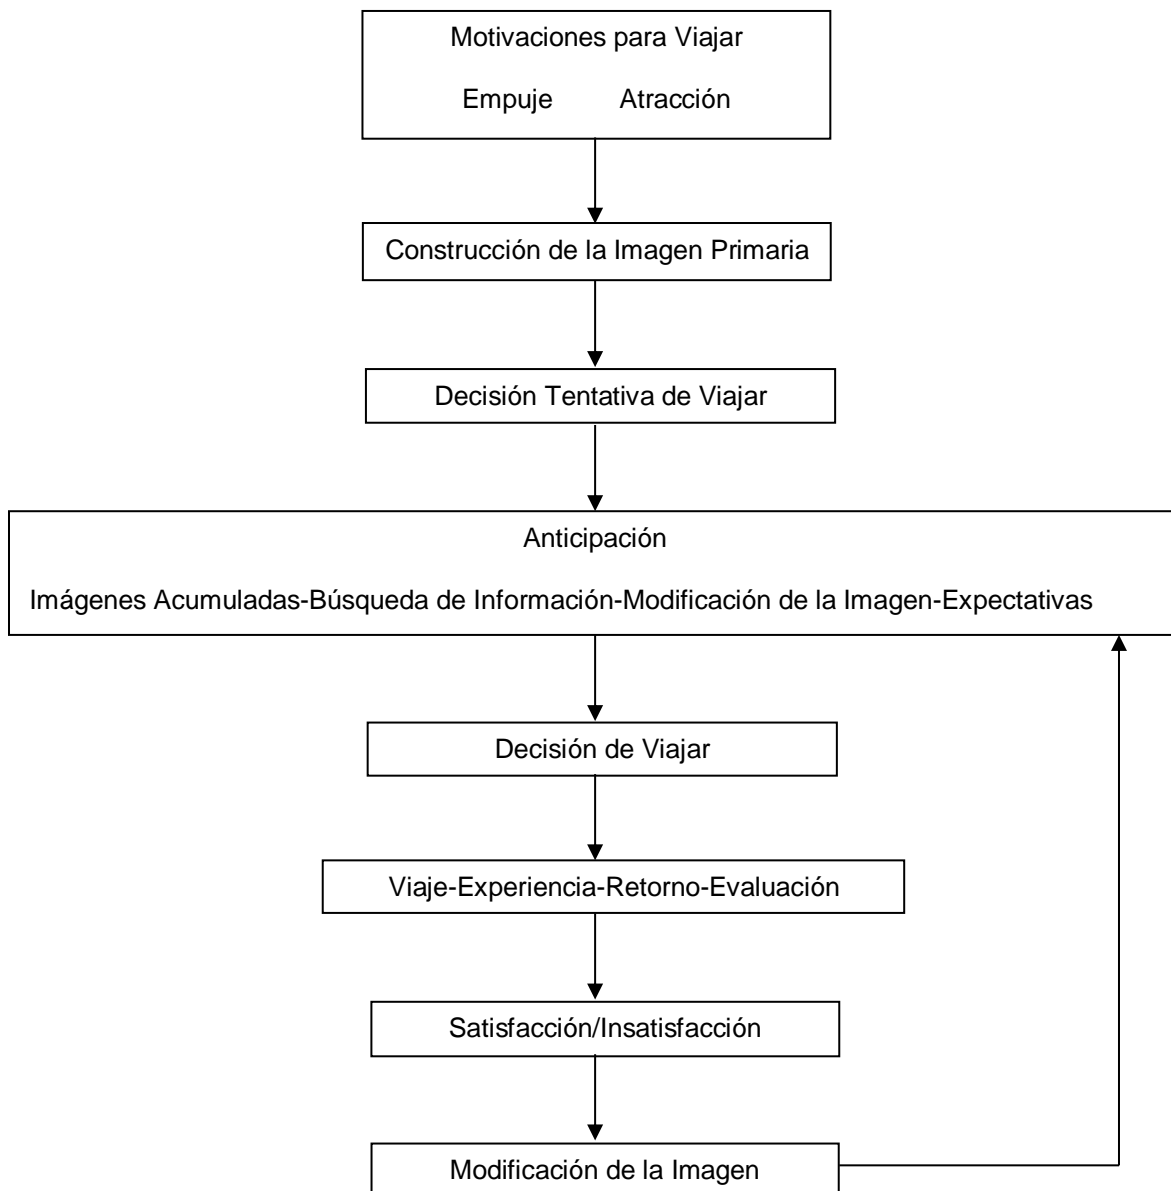 Motivaciones para Viajar
Empuje Atracción
Construcción de la Imagen Primaria
Decisión Tentativa de Viajar
Anticipación
Imágenes Acumuladas-Búsqueda de Información-Modificación de la Imagen-Expectativas
Decisión de Viajar
Viaje-Experiencia-Retorno-Evaluación
Satisfacción/Insatisfacción
Modificación de la Imagen